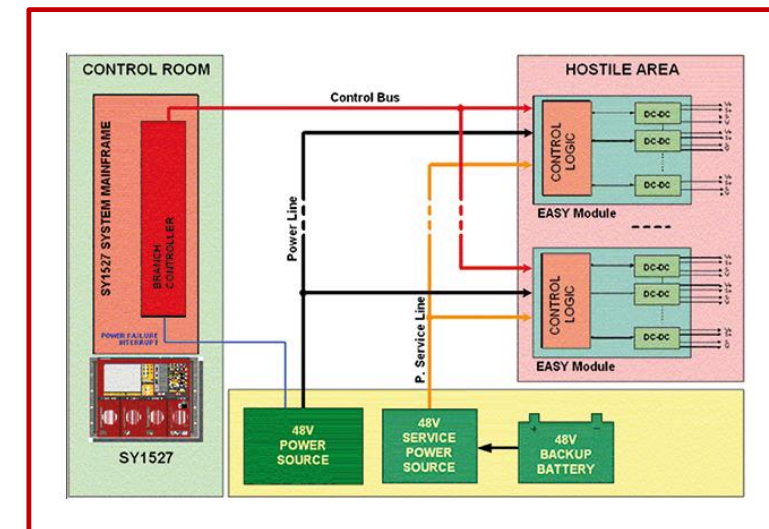 CONTROL ROOM
SY1527 SYSTEM MAINFRAME
BRANCH
CONTROLLER
POWER FAILURE
INTERRUPT
SY1527
Control Bus
Power Line
P. Service Line
HOSTILE AREA
CONTROL
LOGIC
DC-DC
DC-DC
DC-DC
EASY Module
CONTROL
LOGIC
DC-DC
DC-DC
DC-DC
EASY Module
48V
POWER
SOURCE
48V
SERVICE
POWER
SOURCE
48V
BACKUP
BATTERY